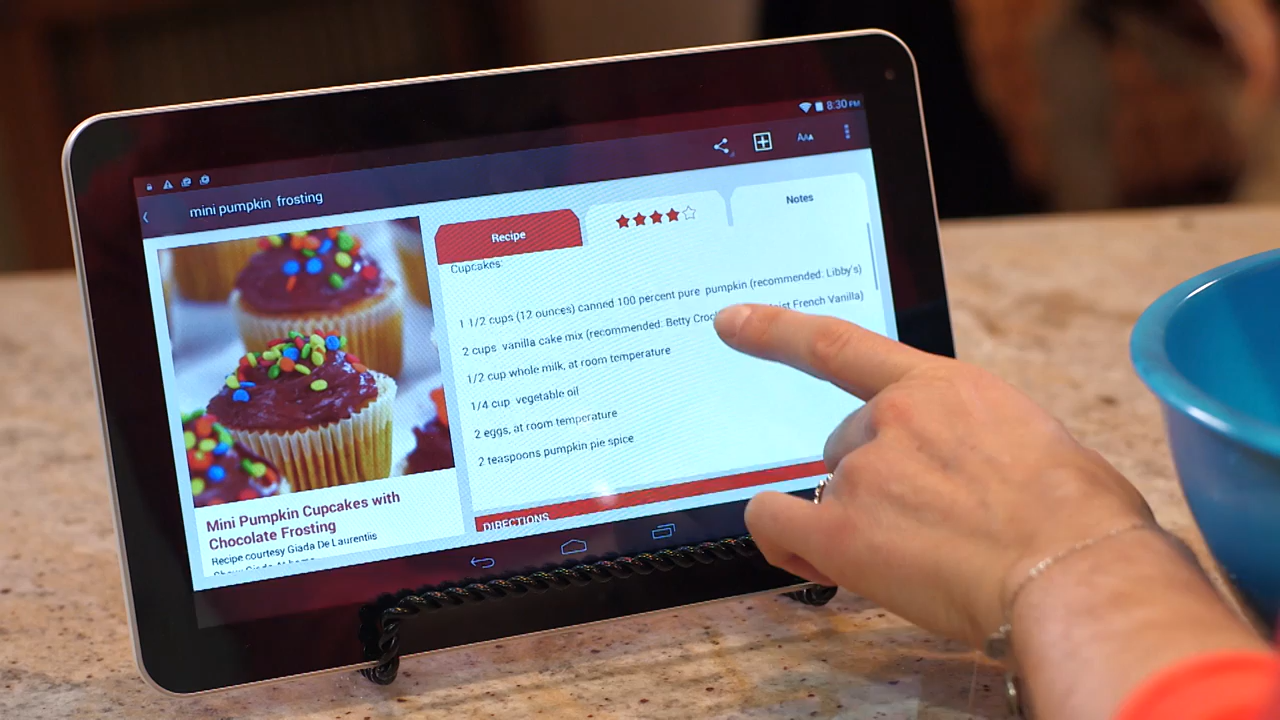 8:30 PM
mini pumpkin frosting
AAA
Recipe
Notes
Cupcakes
1 1/2 cups (12 ounces) canned 100 percent pure pumpkin (recommended: Libby's)
2 cups vanilla cake mix (recommended: Betty French Vanilla)
1/2 cup whole milk, at room temperature
1/4 cup vegetable oil
2 eggs, at room temperature
2 teaspoons pumpkin pie spice
DIRECTIONS
Mini Pumpkin Cupcakes with
Chocolate Frosting
Recipe courtesy Giada De Laurentiis